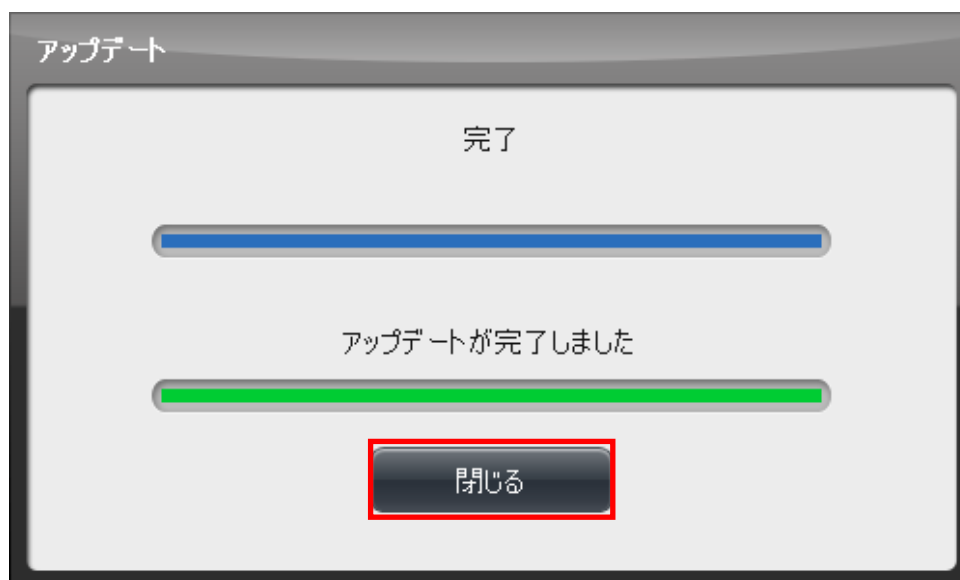 アップデート
完了
アップデートが完了しました
閉じる